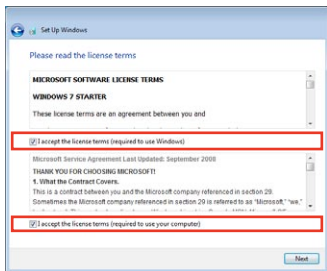 Set Up Windows
Please read the license terms
MICROSOFT SOFTWARE LICENSE TERMS
WINDOWS 7 STARTER
These license terms are an agreement between you and
I accept the license terms (required to use Windows)
Microsoft Service Agreement Last Updated: September 2008
THANK YOU FOR CHOOSING MICROSOFT!
1. What the Contract Covers.
This is a contract between you and the Microsoft company referenced in section 29.
Sometimes the Microsoft company referenced in section 29 is referred to as "Microsoft," "we,"
I accept the license terms (required to use your computer)
Next